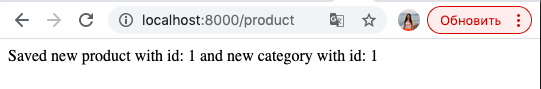 localhost:8000/product
Обновить
Saved new product with id: 1 and new category with id: 1